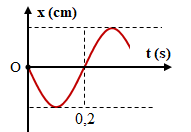 x (cm)
t (s)
O
0,2